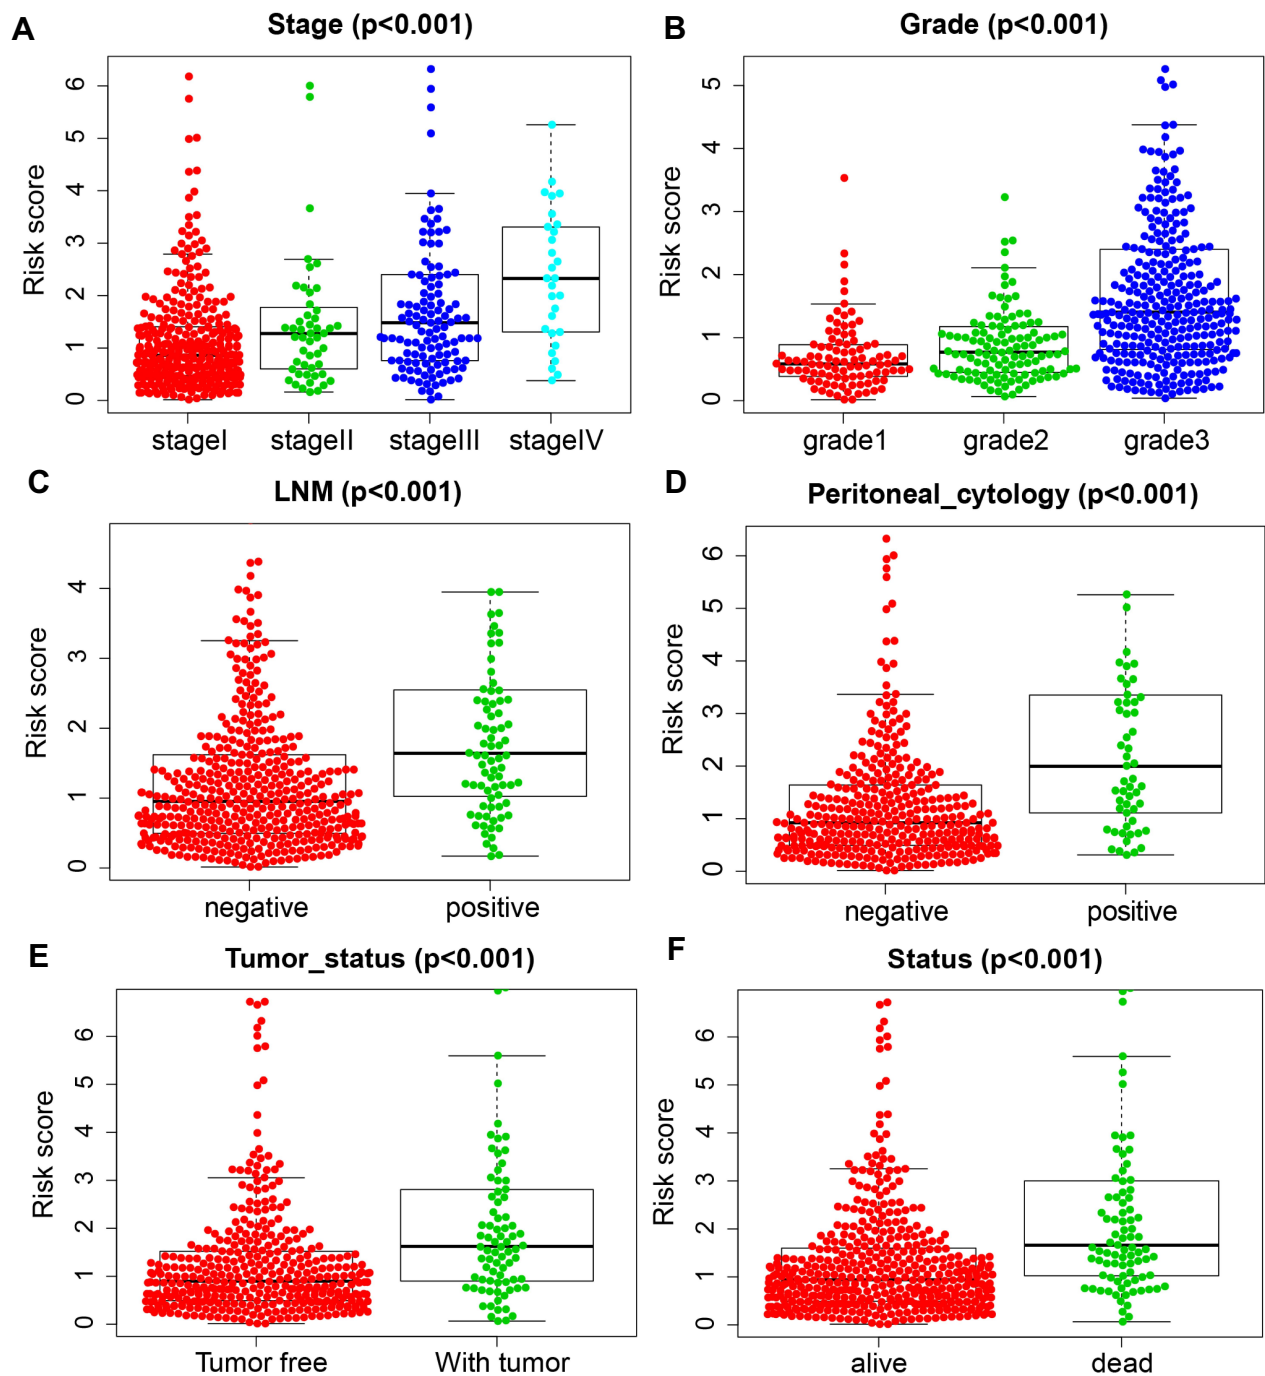 A
Stage (p<0.001)
Risk score
6
5
4
3
2
1
0
stageI stageII stageIII stageIV
B
Grade (p<0.001)
Risk score
5
4
3
2
1
0
grade1 grade2 grade3
C
LNM (p<0.001)
Risk score
4
3
2
1
0
negative positive
D
Peritoneal_cytology (p<0.001)
Risk score
6
5
4
3
2
1
0
negative positive
E
Tumor_status (p<0.001)
Risk score
6
5
4
3
2
1
0
Tumor free With tumor
F
Status (p<0.001)
Risk score
6
5
4
3
2
1
0
alive dead